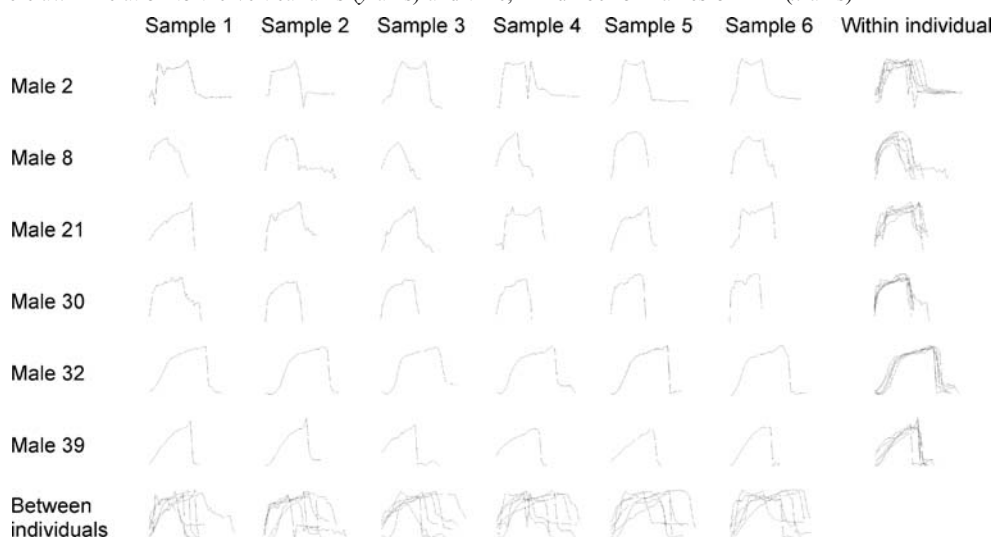 Sample 1 Sample 2 Sample 3 Sample 4 Sample 5 Sample 6 Within individual
Male 2
Male 8
Male 21
Male 30
Male 32
Male 39
Between
individuals